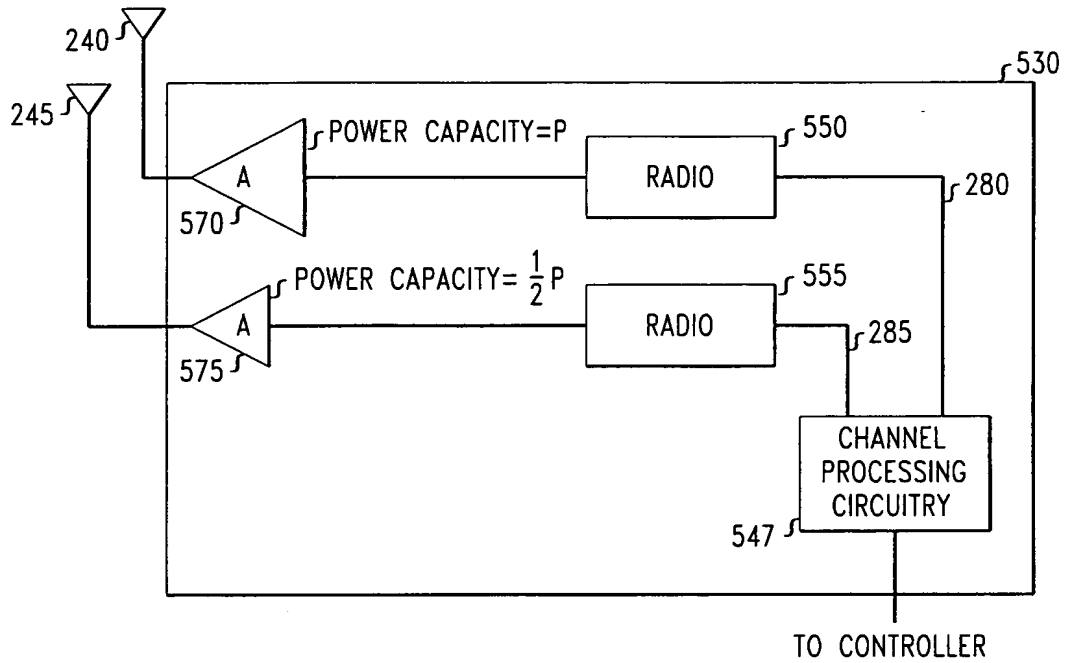 240
245
530
POWER CAPACITY=P
550
A
RADIO
280
570
POWER CAPACITY= 1/2 P
555
A
RADIO
285
575
CHANNEL
PROCESSING
CIRCUITRY
547
TO CONTROLLER